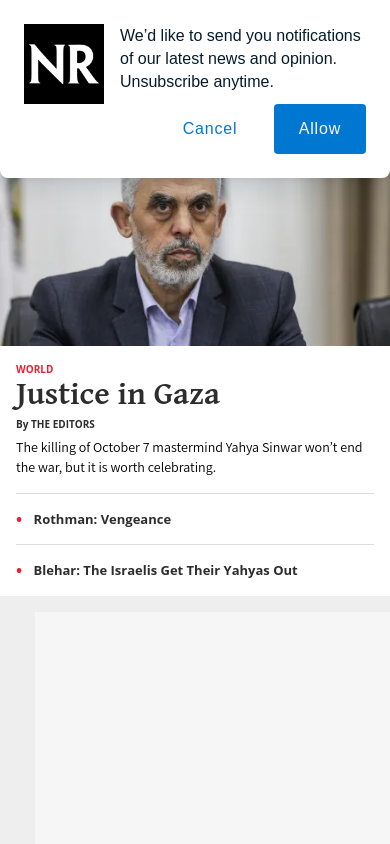 NR
We’d like to send you notifications
of our latest news and opinion.
Unsubscribe anytime.
Cancel
Allow
WORLD
Justice in Gaza
By THE EDITORS
The killing of October 7 mastermind Yahya Sinwar won’t end
the war, but it is worth celebrating.
• Rothman: Vengeance
• Blehar: The Israelis Get Their Yahyas Out